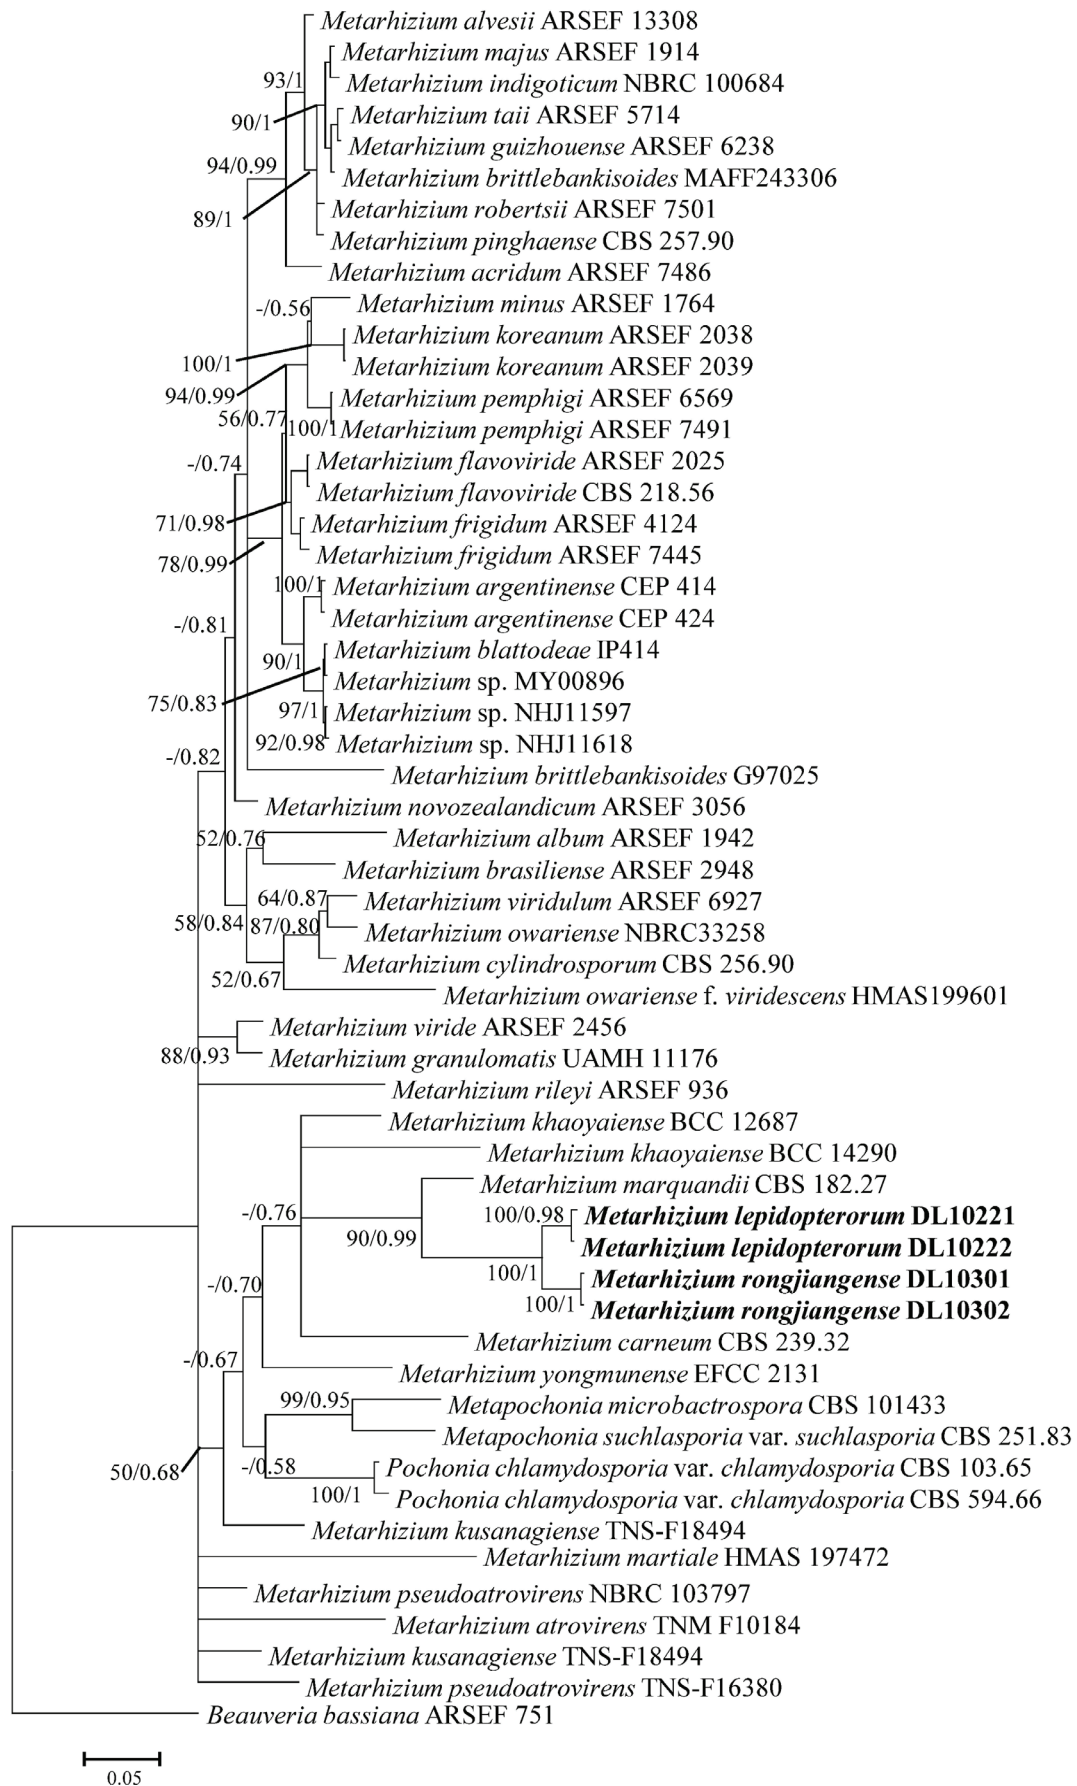 Metarhizium alvesii ARSEF 13308
Metarhizium majus ARSEF 1914
93/1
Metarhizium indigoticum NBRC 100684
90/1
Metarhizium taii ARSEF 5714
Metarhizium guizhouense ARSEF 6238
94/0.99
Metarhizium brittlebankisoides MAFF243306
89/1
Metarhizium robertsii ARSEF 7501
Metarhizium pinghaense CBS 257.90
Metarhizium acridum ARSEF 7486
-/0.56
Metarhizium minus ARSEF 1764
Metarhizium koreanum ARSEF 2038
100/1
Metarhizium koreanum ARSEF 2039
94/0.99
Metarhizium pemphigi ARSEF 6569
56/0.77
100/1
Metarhizium pemphigi ARSEF 7491
-/0.74
Metarhizium flavoviride ARSEF 2025
Metarhizium flavoviride CBS 218.56
71/0.98
Metarhizium frigidum ARSEF 4124
78/0.99
Metarhizium frigidum ARSEF 7445
100/1
Metarhizium argentinense CEP 414
-/0.81
Metarhizium argentinense CEP 424
90/1
Metarhizium blattodeae IP414
75/0.83
Metarhizium sp. MY00896
97/1
Metarhizium sp. NHJ11597
92/0.98
Metarhizium sp. NHJ11618
-/0.82
Metarhizium brittlebankisoides G97025
Metarhizium novozealandicum ARSEF 3056
52/0.76
Metarhizium album ARSEF 1942
Metarhizium brasiliense ARSEF 2948
64/0.87
Metarhizium viridulum ARSEF 6927
58/0.84
87/0.80
Metarhizium owariense NBRC33258
Metarhizium cylindrosporum CBS 256.90
52/0.67
Metarhizium owariense f. viridescens HMAS199601
Metarhizium viride ARSEF 2456
88/0.93
Metarhizium granulomatis UAMH 11176
Metarhizium rileyi ARSEF 936
Metarhizium khaoyaiense BCC 12687
Metarhizium khaoyaiense BCC 14290
Metarhizium marquandii CBS 182.27
-/0.76
100/0.98
Metarhizium lepidopterorum DL10221
90/0.99
Metarhizium lepidopterorum DL10222
100/1
Metarhizium rongjiangense DL10301
-/0.70
100/1
Metarhizium rongjiangense DL10302
Metarhizium carneum CBS 239.32
-/0.67
Metarhizium yongmunense EFCC 2131
99/0.95
Metapochonia microbactrospora CBS 101433
Metapochonia suchlasporia var. suchlasporia CBS 251.83
50/0.68
-/0.58
Pochonia chlamydosporia var. chlamydosporia CBS 103.65
100/1
Pochonia chlamydosporia var. chlamydosporia CBS 594.66
Metarhizium kusanagiense TNS-F18494
Metarhizium martiale HMAS 197472
Metarhizium pseudoatrovirens NBRC 103797
Metarhizium atrovirens TNM F10184
Metarhizium kusanagiense TNS-F18494
Metarhizium pseudoatrovirens TNS-F16380
Beauveria bassiana ARSEF 751
0.05